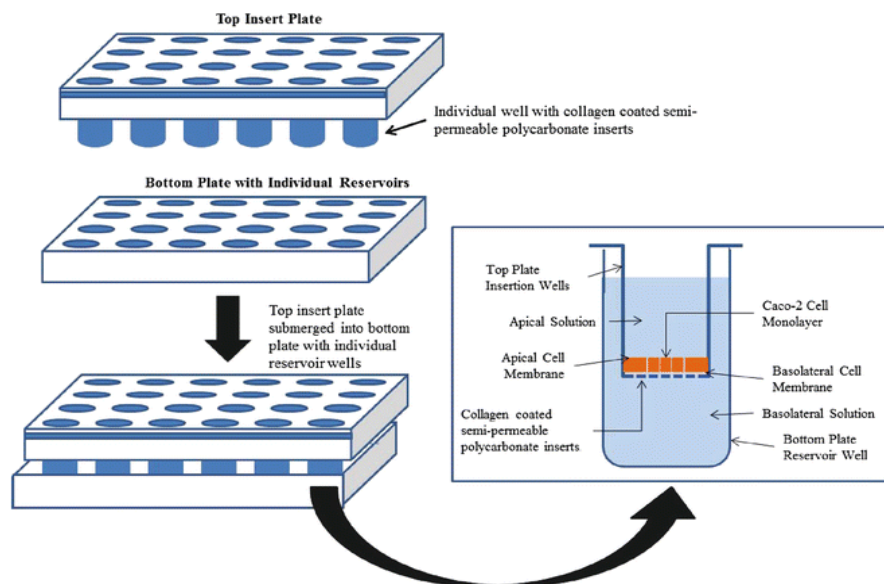 Top Insert Plate
Individual well with collagen coated semi-
permeable polycarbonate inserts
Bottom Plate with Individual Reservoirs
Top insert plate
submerged into bottom
plate with individual
reservoir wells
Top Plate
Insertion Wells
Apical Solution
Apical Cell
Membrane
Collagen coated
semi-permeable
polycarbonate inserts
Caco-2 Cell
Monolayer
Basolateral Cell
Membrane
Basolateral Solution
Bottom Plate
Reservoir Well